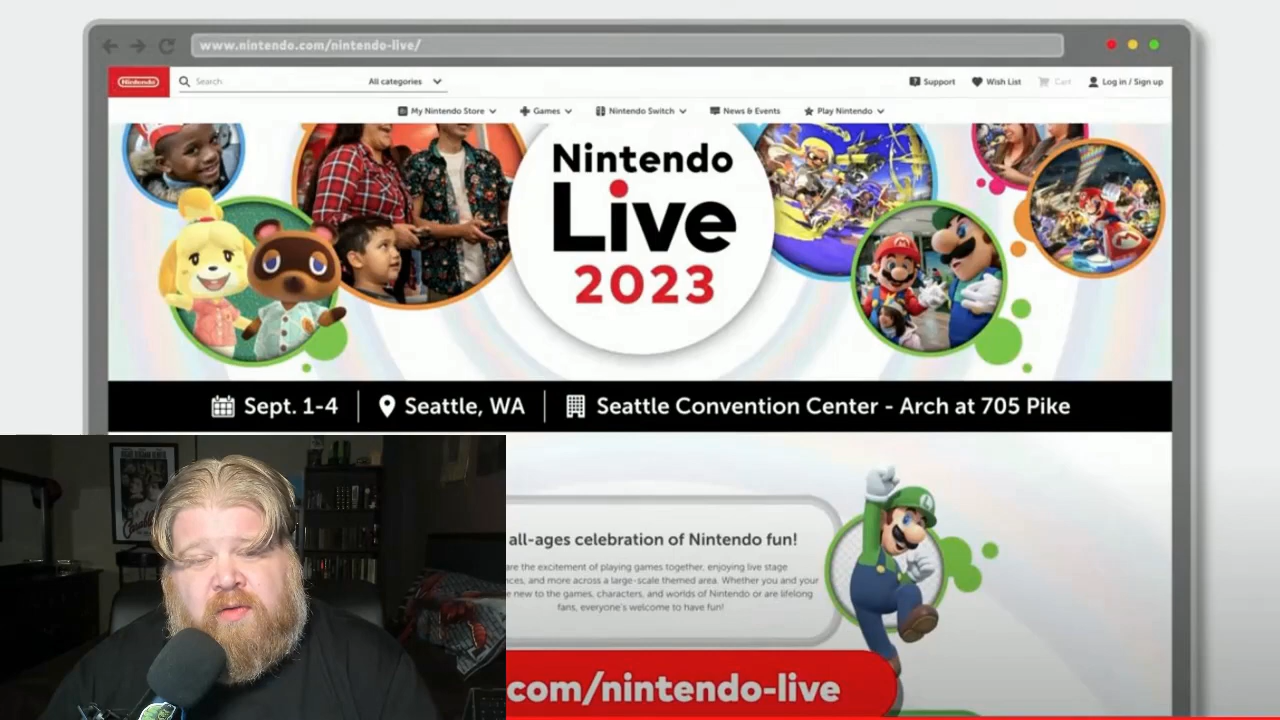 www.nintendo.com/nintendo-live/
Nintendo
Search
All categories
Support
Wish List
Cart
Log in / Sign up
My Nintendo Store
Games
Nintendo Switch
News & Events
Play Nintendo
Nintendo
Live
2023
Sept. 1-4
Seattle, WA
Seattle Convention Center - Arch at 705 Pike
all-ages celebration of Nintendo fun!
are the excitement of playing games together, enjoying live stage
ces, and more across a large-scale themed area. Whether you and your
e new to the games, characters, and worlds of Nintendo or are lifelong
fans, everyone's welcome to have fun!
com/nintendo-live